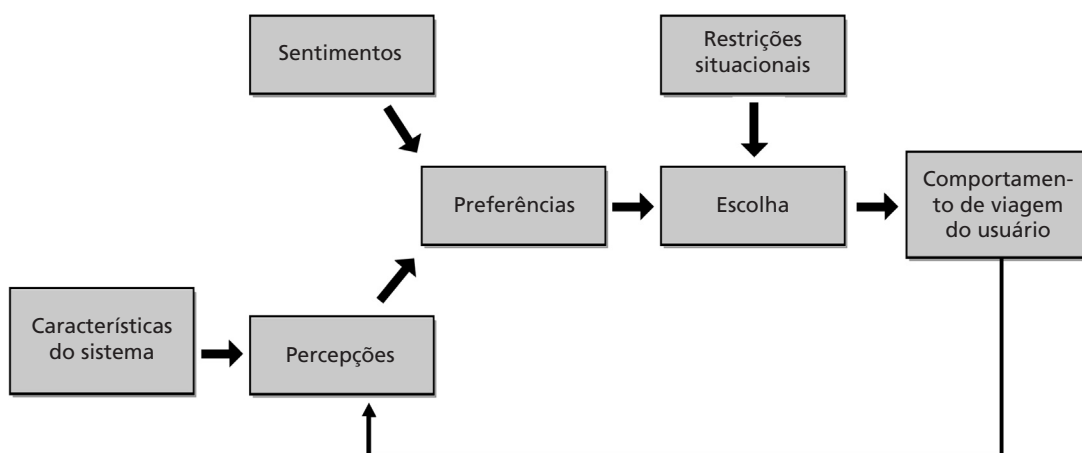 Sentimentos
Restrições
situacionais
Preferências
Escolha
Comportamen-
to de viagem
do usuário
Características
do sistema
Percepções